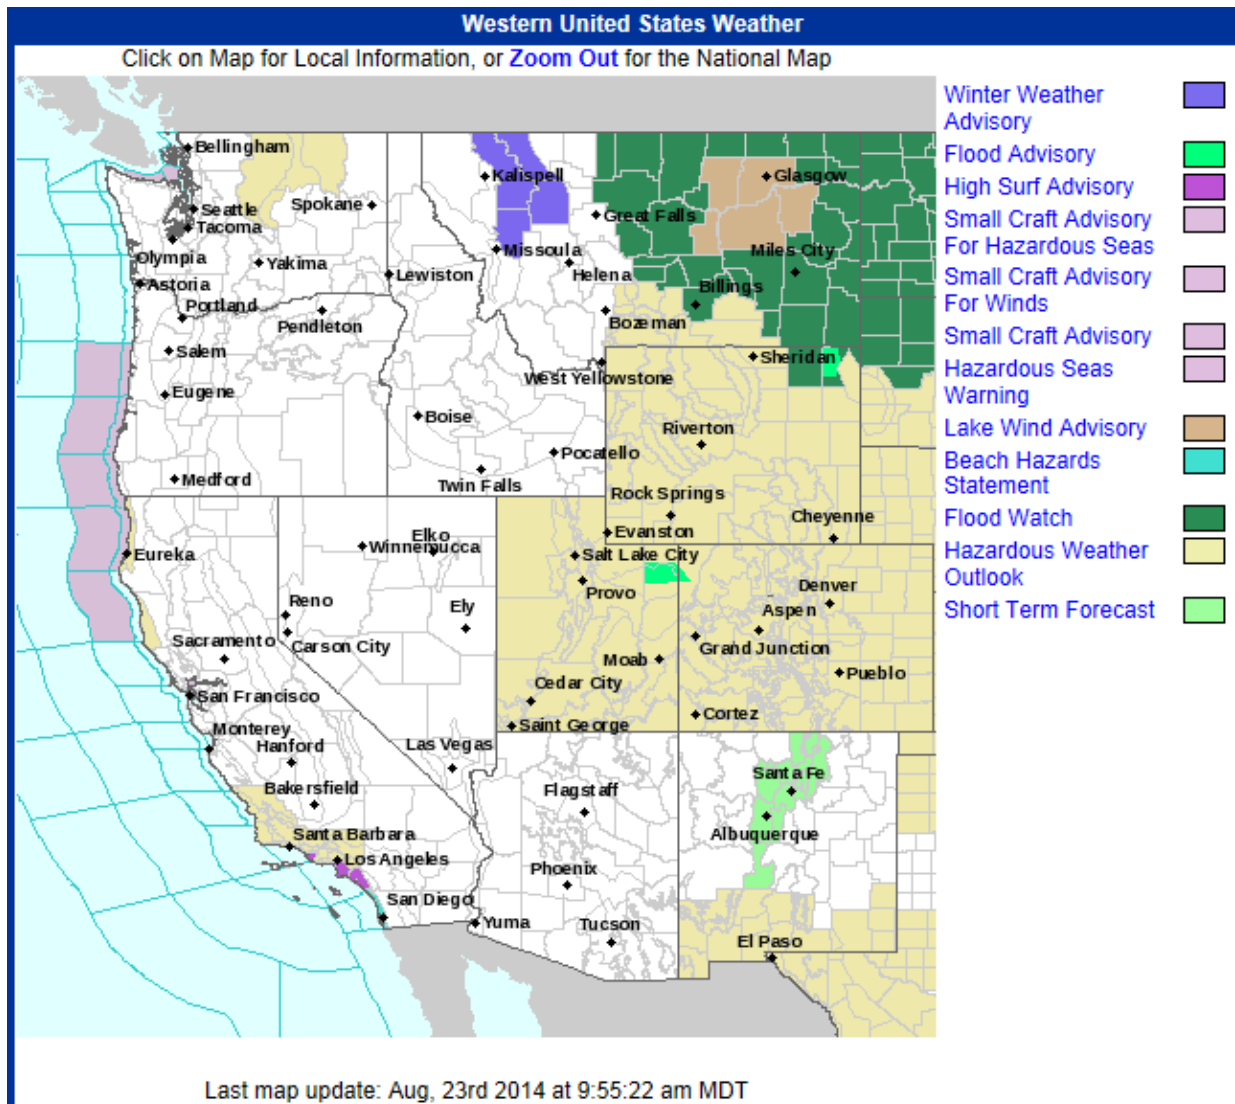 Western United States Weather
Click on Map for Local Information, or Zoom Out for the National Map
Winter Weather
Advisory
Flood Advisory
High Surf Advisory
Small Craft Advisory
For Hazardous Seas
Small Craft Advisory
For Winds
Small Craft Advisory
Hazardous Seas
Warning
Lake Wind Advisory
Beach Hazards
Statement
Flood Watch
Hazardous Weather
Outlook
Short Term Forecast
Bellingham
Kalispell
Glasgow
Spokane
Seattle
Great Falls
Tacoma
Olympia
Missoula
Miles City
Yakima
Lewiston
Helena
Astoria
Billings
Portland
Pendleton
Bozeman
Salem
Sheridan
West Yellowstone
Eugene
Boise
Riverton
Pocatello
Medford
Twin Falls
Rock Springs
Cheyenne
Evanston
Elko
Winnemucca
Eureka
Salt Lake City
Provo
Denver
Reno
Ely
Aspen
Sacramento
Carson City
Grand Junction
Moab
Pueblo
Cedar City
San Francisco
Cortez
Saint George
Monterey
Hanford
Las Vegas
Santa Fe
Bakersfield
Flagstaff
Santa Barbara
Albuquerque
Los Angeles
Phoenix
San Diego
Yuma
Tucson
El Paso
Last map update: Aug, 23rd 2014 at 9:55:22 am MDT